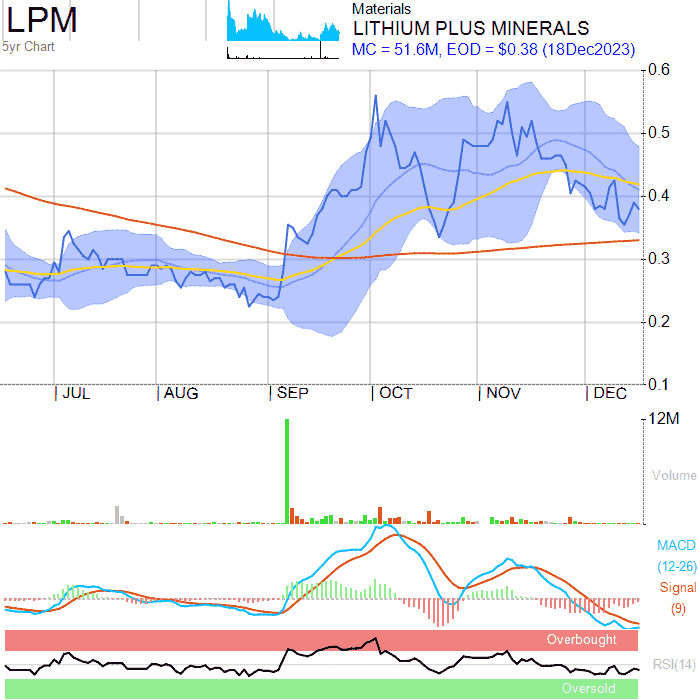 LPM
5yr Chart
Materials
LITHIUM PLUS MINERALS
MC = 51.6M, EOD = $0.38 (18Dec2023)
0.6
0.5
0.4
0.3
0.2
0.1
JUL AUG SEP OCT NOV DEC
12M
Volume
MACD
(12-26)
Signal
(9)
Overbought
RSI(14)
Oversold